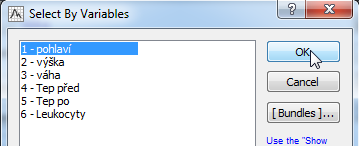 Select By Variables
?
1 - pohlaví
2 - výška
3 - váha
4 - Tep před
5 - Tep po
6 - Leukocyty
OK
Cancel
[ Bundles ]...
Use the "Show